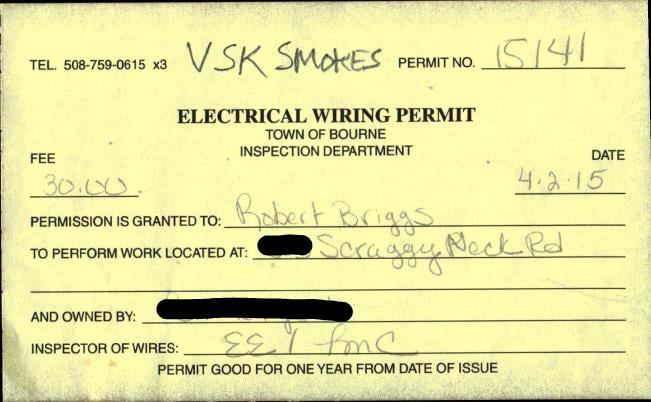 TEL. 508-759-0615 x3 VSK SMOKES PERMIT NO. 15141
ELECTRICAL WIRING PERMIT
TOWN OF BOURNE
INSPECTION DEPARTMENT
FEE DATE
30.00 4.2.15
PERMISSION IS GRANTED TO: Robert Briggs
TO PERFORM WORK LOCATED AT: Scraggy Neck Rd
AND OWNED BY:
INSPECTOR OF WIRES:
PERMIT GOOD FOR ONE YEAR FROM DATE OF ISSUE